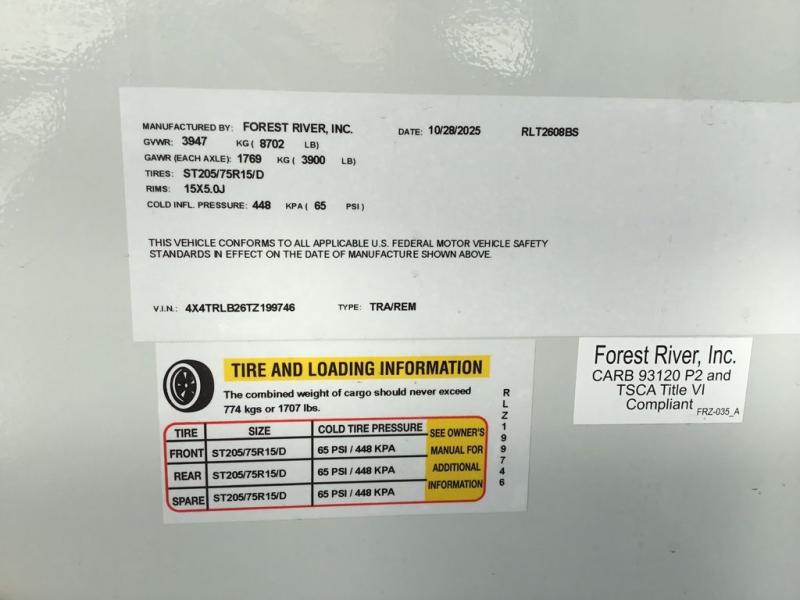 MANUFACTURED BY: FOREST RIVER, INC. DATE: 10/28/2025 RLT2608BS
GVWR: 3947 KG ( 8702 LB)
GAWR (EACH AXLE): 1769 KG ( 3900 LB)
TIRES: ST205/75R15/D
RIMS: 15X5.0J
COLD INFL. PRESSURE: 448 KPA ( 65 PSI )
THIS VEHICLE CONFORMS TO ALL APPLICABLE U.S. FEDERAL MOTOR VEHICLE SAFETY
STANDARDS IN EFFECT ON THE DATE OF MANUFACTURE SHOWN ABOVE.
V.I.N.: 4X4TRLB26TZ199746 TYPE: TRA/REM
TIRE AND LOADING INFORMATION
The combined weight of cargo should never exceed
774 kgs or 1707 lbs.
TIRE SIZE COLD TIRE PRESSURE
FRONT ST205/75R15/D 65 PSI / 448 KPA
REAR ST205/75R15/D 65 PSI / 448 KPA
SPARE ST205/75R15/D 65 PSI / 448 KPA
SEE OWNER'S
MANUAL FOR
ADDITIONAL
INFORMATION
RLZ199746
Forest River, Inc.
CARB 93120 P2 and
TSCA Title VI
Compliant FRZ-035_A